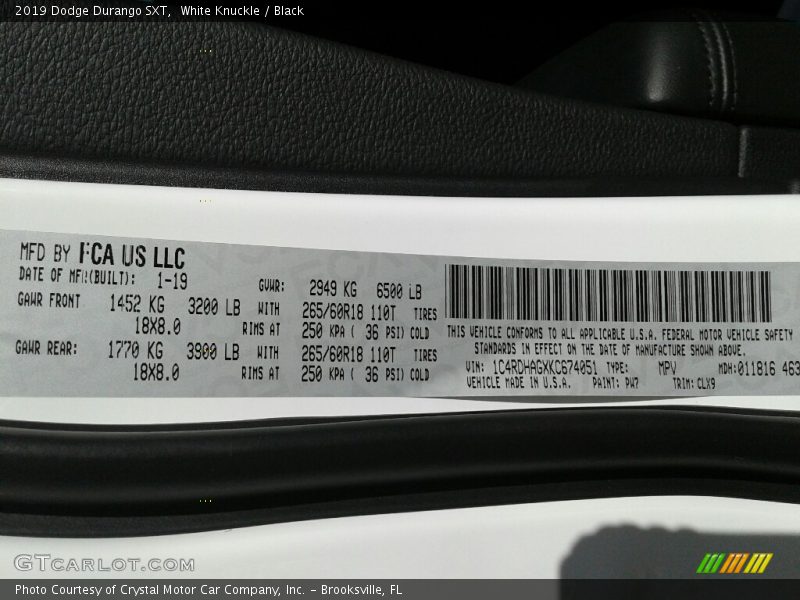 2019 Dodge Durango SXT, White Knuckle / Black
MFD BY FCA US LLC
DATE OF MFR(BUILT): 1-19
GVWR: 2949 KG 6500 LB
GAWR FRONT 1452 KG 3200 LB WITH 265/60R18 110T TIRES
18X8.0 RIMS AT 250 KPA ( 36 PSI) COLD
GAWR REAR: 1770 KG 3900 LB WITH 265/60R18 110T TIRES
18X8.0 RIMS AT 250 KPA ( 36 PSI) COLD
THIS VEHICLE CONFORMS TO ALL APPLICABLE U.S.A. FEDERAL MOTOR VEHICLE SAFETY
STANDARDS IN EFFECT ON THE DATE OF MANUFACTURE SHOWN ABOVE.
VIN: 1C4RDHAGXKC674051 TYPE: MPV MDH:011816 463
VEHICLE MADE IN U.S.A. PAINT: PW7 TRIM: CLX9
GTCARLOT.COM
Photo Courtesy of Crystal Motor Car Company, Inc. - Brooksville, FL